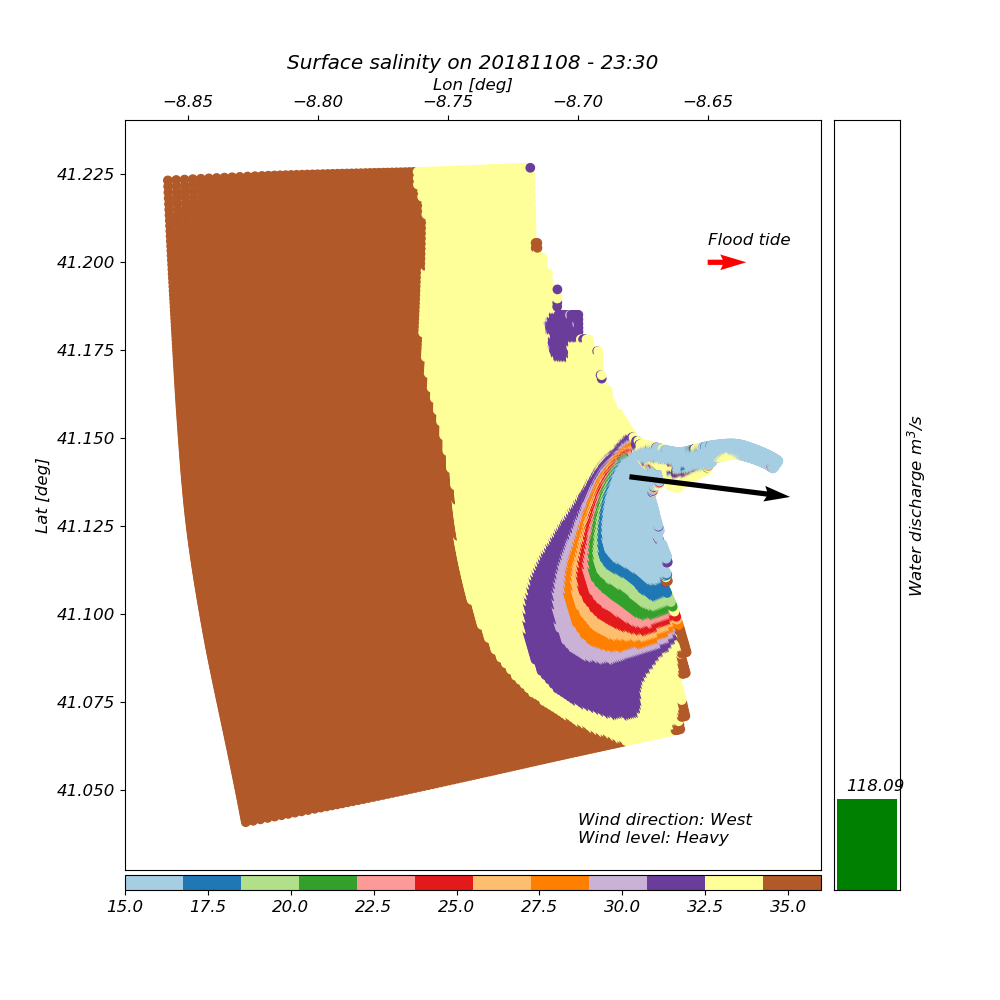 Surface salinity on 20181108 - 23:30
Lon [deg]
−8.85 −8.80 −8.75 −8.70 −8.65
41.225
41.200
41.175
41.150
41.125
41.100
41.075
41.050
Lat [deg]
Flood tide
Wind direction: West
Wind level: Heavy
15.0 17.5 20.0 22.5 25.0 27.5 30.0 32.5 35.0
118.09
Water discharge m³/s